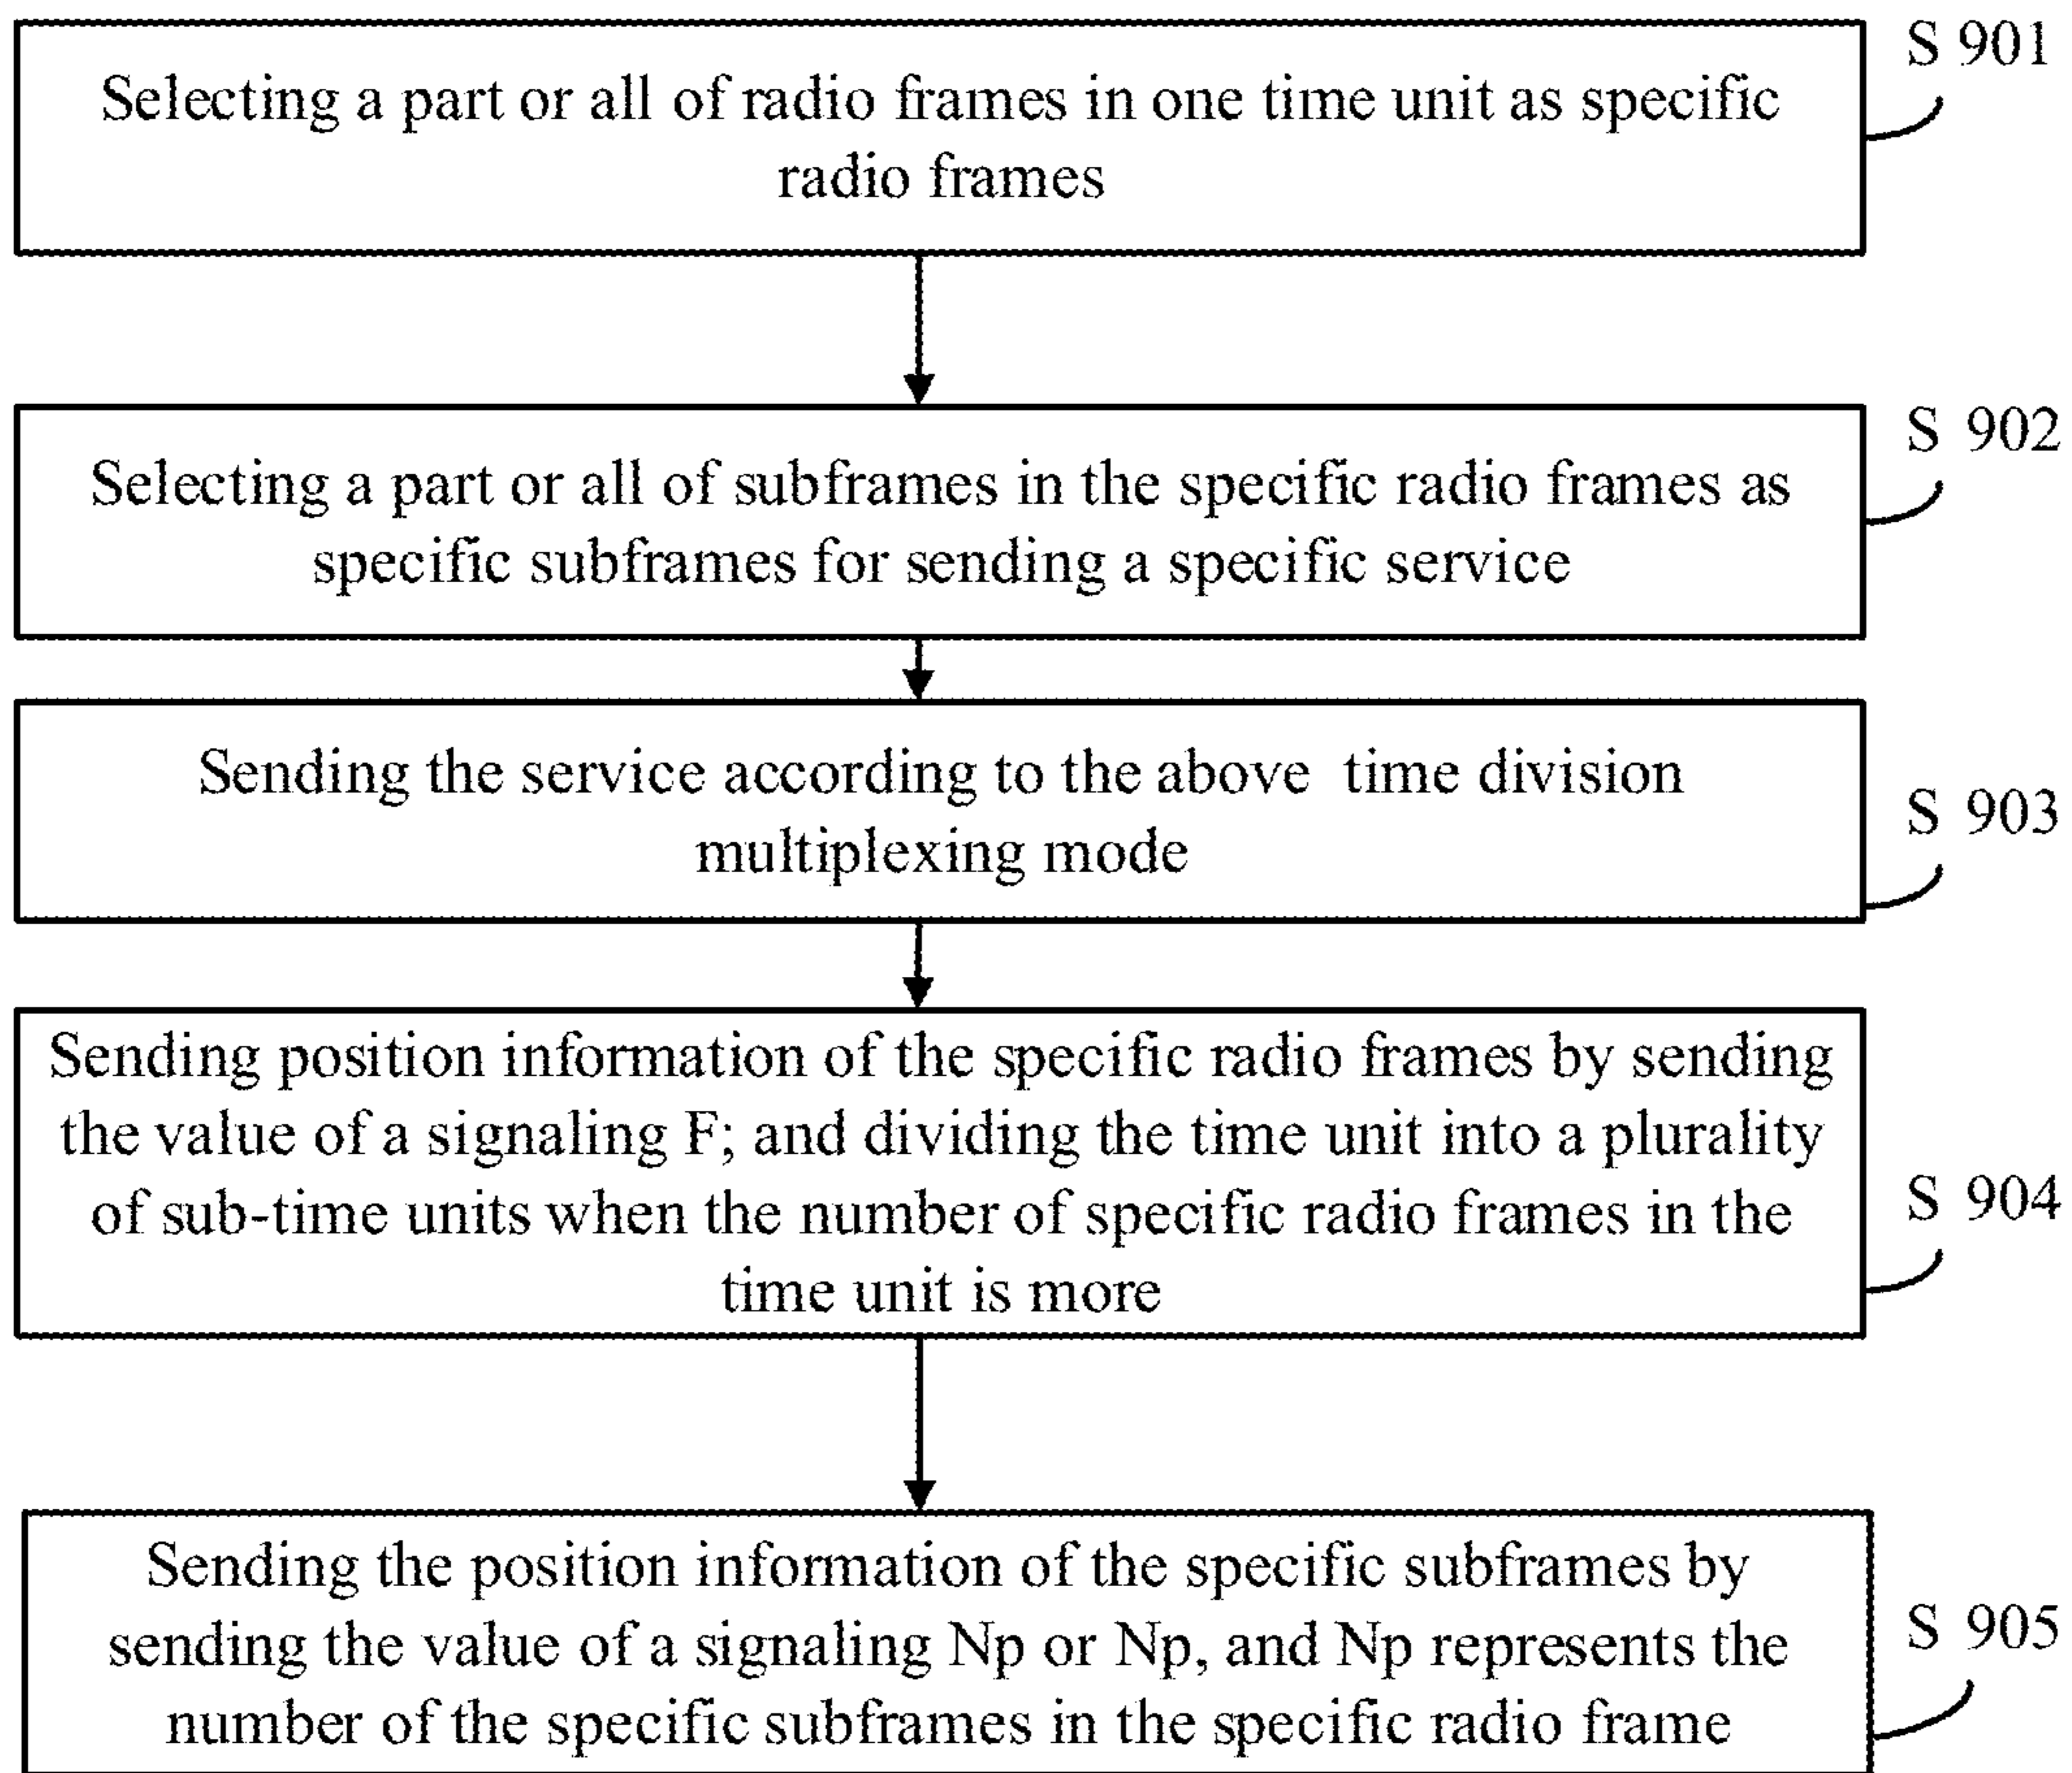 S 901
Selecting a part or all of radio frames in one time unit as specific
radio frames
S 902
Selecting a part or all of subframes in the specific radio frames as
specific subframes for sending a specific service
Sending the service according to the above time division
multiplexing mode
S 903
Sending position information of the specific radio frames by sending
the value of a signaling F; and dividing the time unit into a plurality
of sub-time units when the number of specific radio frames in the
time unit is more
S 904
Sending the position information of the specific subframes by
sending the value of a signaling Np or Np, and Np represents the
number of the specific subframes in the specific radio frame
S 905